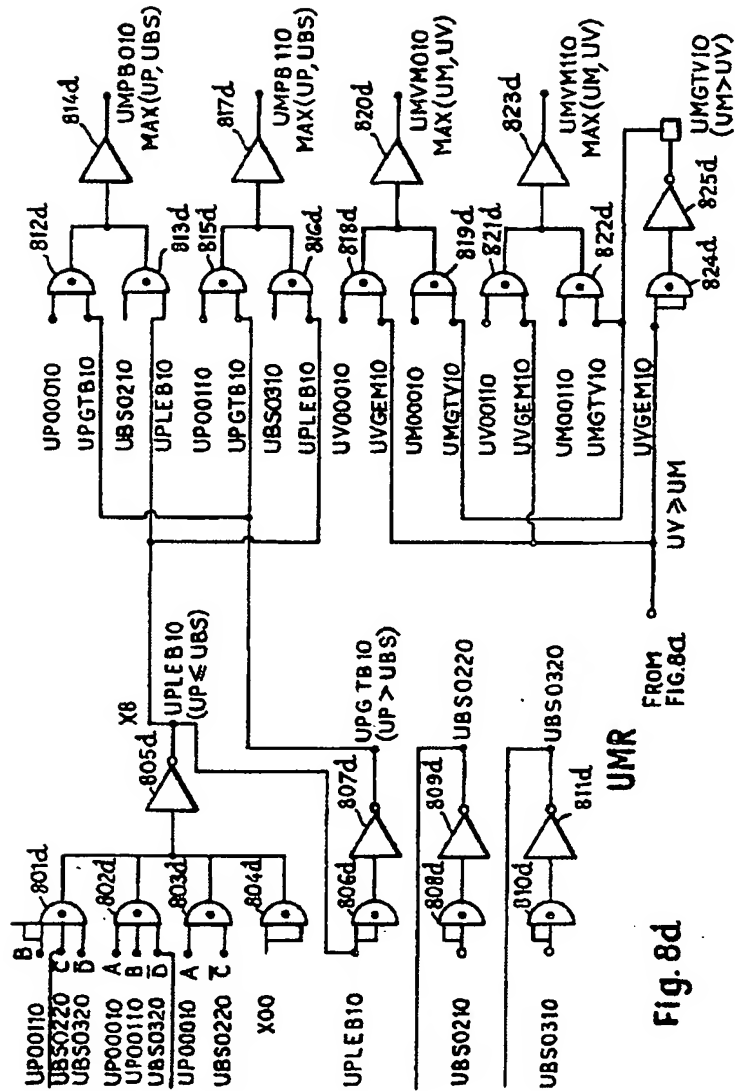 B
801d
UP00110
UBS0220
C̅
UBS0320
D̅
UP00010
A
802d
UP00110
B
UBS0320
D̅
UP00010
A
803d
UBS0220
C̅
X00
804d
805d
X8
UPLEB10
(UP ≤ UBS)
UPLEB10
806d
807d
UPGTB10
(UP > UBS)
UBS0210
808d
809d
UBS0220
UBS0310
810d
811d
UBS0320
UMR
FROM
FIG.8a
UV ≥ UM
UP00010
UPGTB10
812d
UBS0210
UPLEB10
813d
814d
UMPB010
MAX(UP, UBS)
UP00110
UPGTB10
815d
UBS0310
UPLEB10
816d
817d
UMPB110
MAX(UP, UBS)
UV00010
UVGEM10
818d
UM00010
UMGTV10
819d
820d
UMVM010
MAX(UM, UV)
UV00110
UVGEM10
821d
UM00110
UMGTV10
822d
823d
UMVM110
MAX(UM, UV)
UVGEM10
824d
825d
UMGTV10
(UM>UV)
Fig. 8d